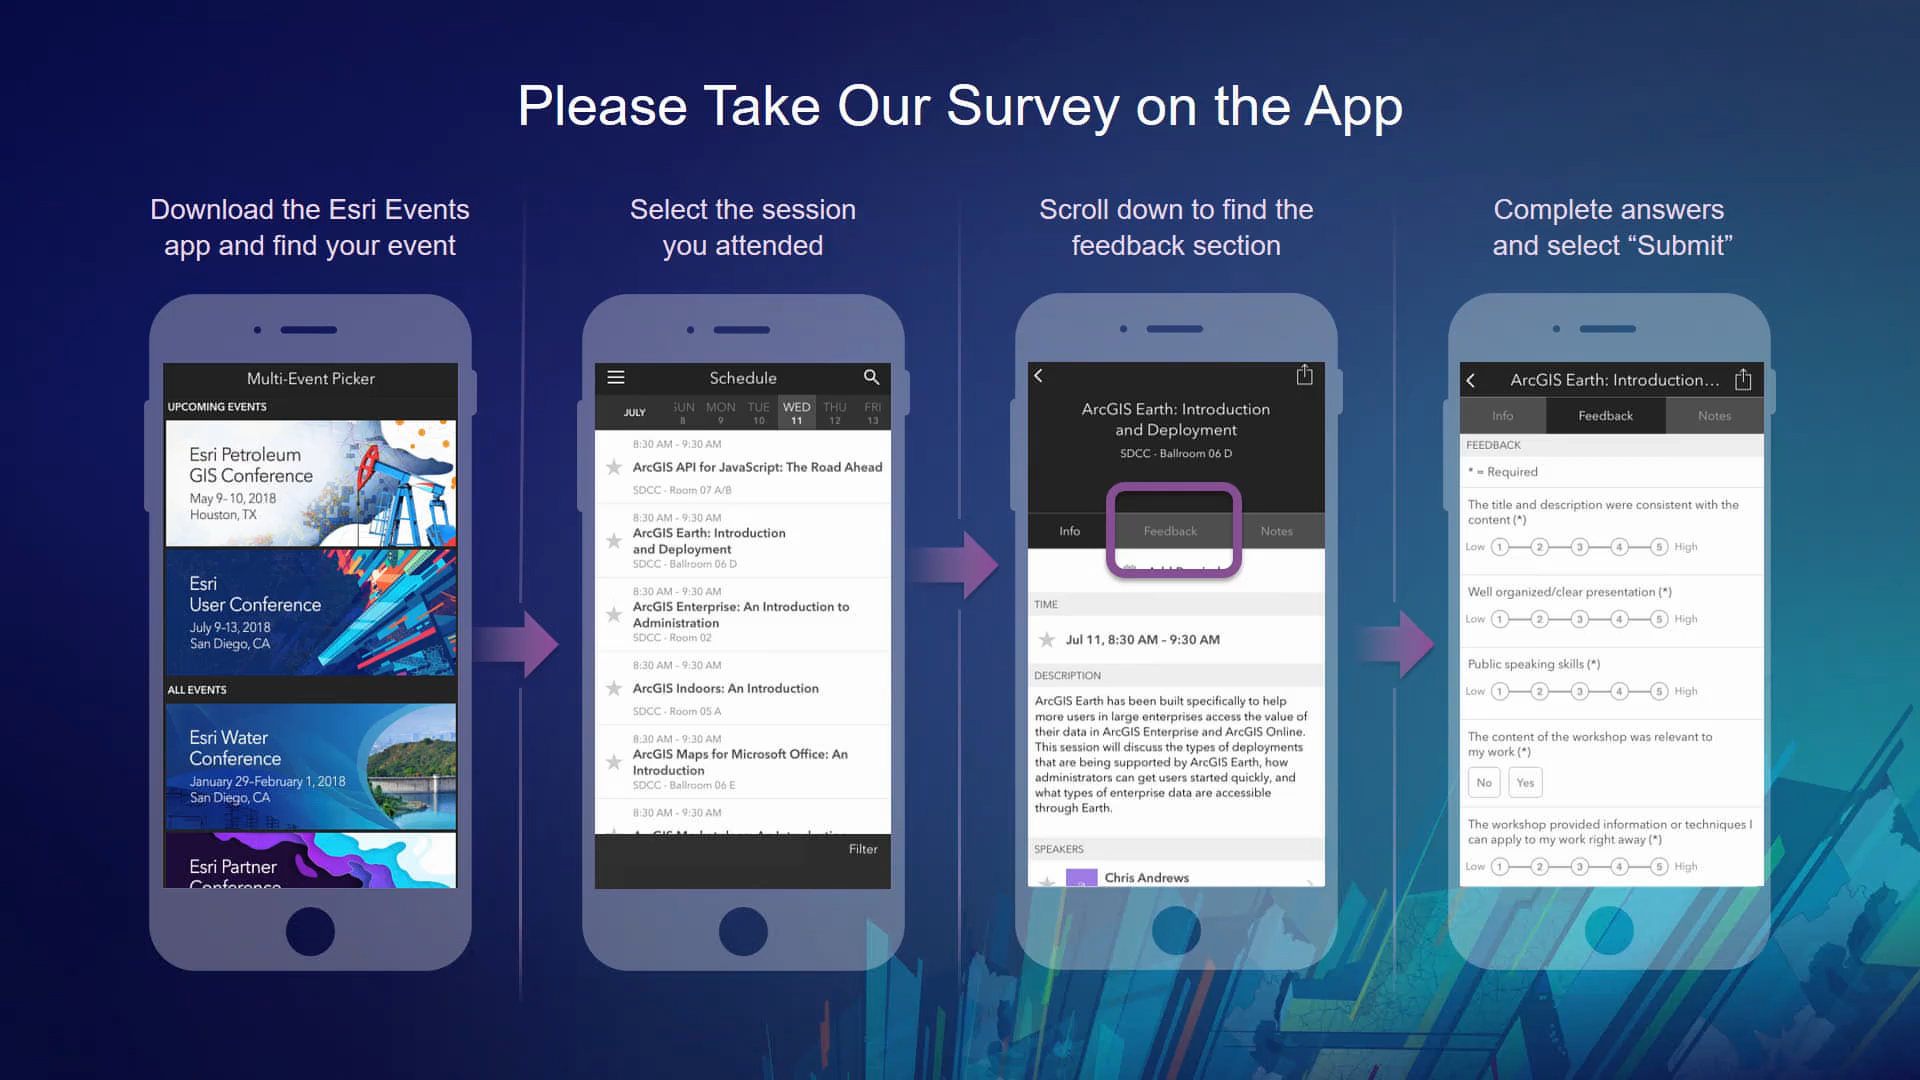 Please Take Our Survey on the App
Download the Esri Events
app and find your event
Multi-Event Picker
UPCOMING EVENTS
Esri Petroleum
GIS Conference
May 9-10, 2018
Houston, TX
Esri
User Conference
July 9-13, 2018
San Diego, CA
ALL EVENTS
Esri Water
Conference
January 29-February 1, 2018
San Diego, CA
Esri Partner
Conference
Select the session
you attended
Schedule
JULY SUN MON TUE WED THU FRI
8 9 10 11 12 13
8:30 AM - 9:30 AM
ArcGIS API for JavaScript: The Road Ahead
SDCC - Room 07 A/B
8:30 AM - 9:30 AM
ArcGIS Earth: Introduction
and Deployment
SDCC - Ballroom 06 D
8:30 AM - 9:30 AM
ArcGIS Enterprise: An Introduction to
Administration
SDCC - Room 02
8:30 AM - 9:30 AM
ArcGIS Indoors: An Introduction
SDCC - Room 05 A
8:30 AM - 9:30 AM
ArcGIS Maps for Microsoft Office: An
Introduction
SDCC - Ballroom 06 E
8:30 AM - 9:30 AM
Filter
Scroll down to find the
feedback section
ArcGIS Earth: Introduction
and Deployment
SDCC - Ballroom 06 D
Info Feedback Notes
TIME
Jul 11, 8:30 AM - 9:30 AM
DESCRIPTION
ArcGIS Earth has been built specifically to help
more users in large enterprises access the value of
their data in ArcGIS Enterprise and ArcGIS Online.
This session will discuss the types of deployments
that are being supported by ArcGIS Earth, how
administrators can get users started quickly, and
what types of enterprise data are accessible
through Earth.
SPEAKERS
Chris Andrews
Complete answers
and select “Submit”
ArcGIS Earth: Introduction...
Info Feedback Notes
FEEDBACK
* = Required
The title and description were consistent with the
content (*)
Low 1 2 3 4 5 High
Well organized/clear presentation (*)
Low 1 2 3 4 5 High
Public speaking skills (*)
Low 1 2 3 4 5 High
The content of the workshop was relevant to
my work (*)
No Yes
The workshop provided information or techniques I
can apply to my work right away (*)
Low 1 2 3 4 5 High